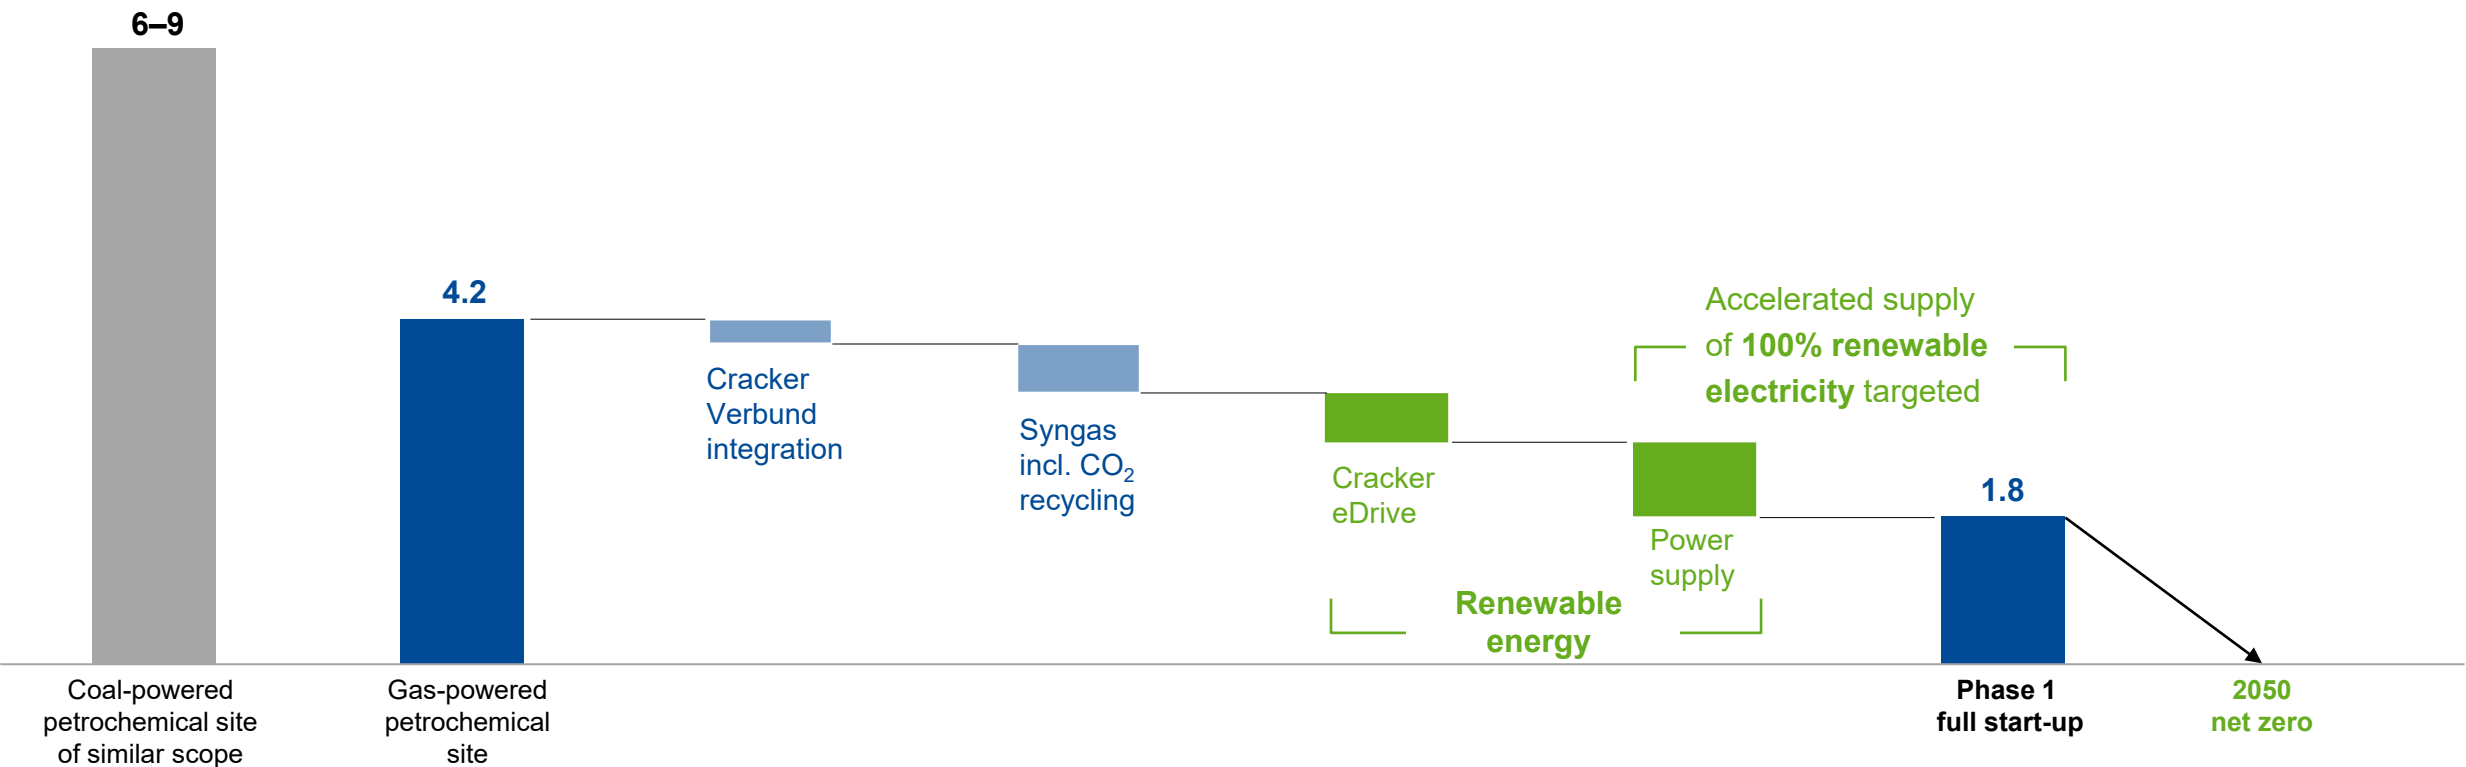 6–9
4.2
Cracker
Verbund
integration
Syngas
incl. CO₂
recycling
Cracker
eDrive
Power
supply
Renewable
energy
Accelerated supply
of 100% renewable
electricity targeted
1.8
Coal-powered
petrochemical site
of similar scope
Gas-powered
petrochemical
site
Phase 1
full start-up
2050
net zero